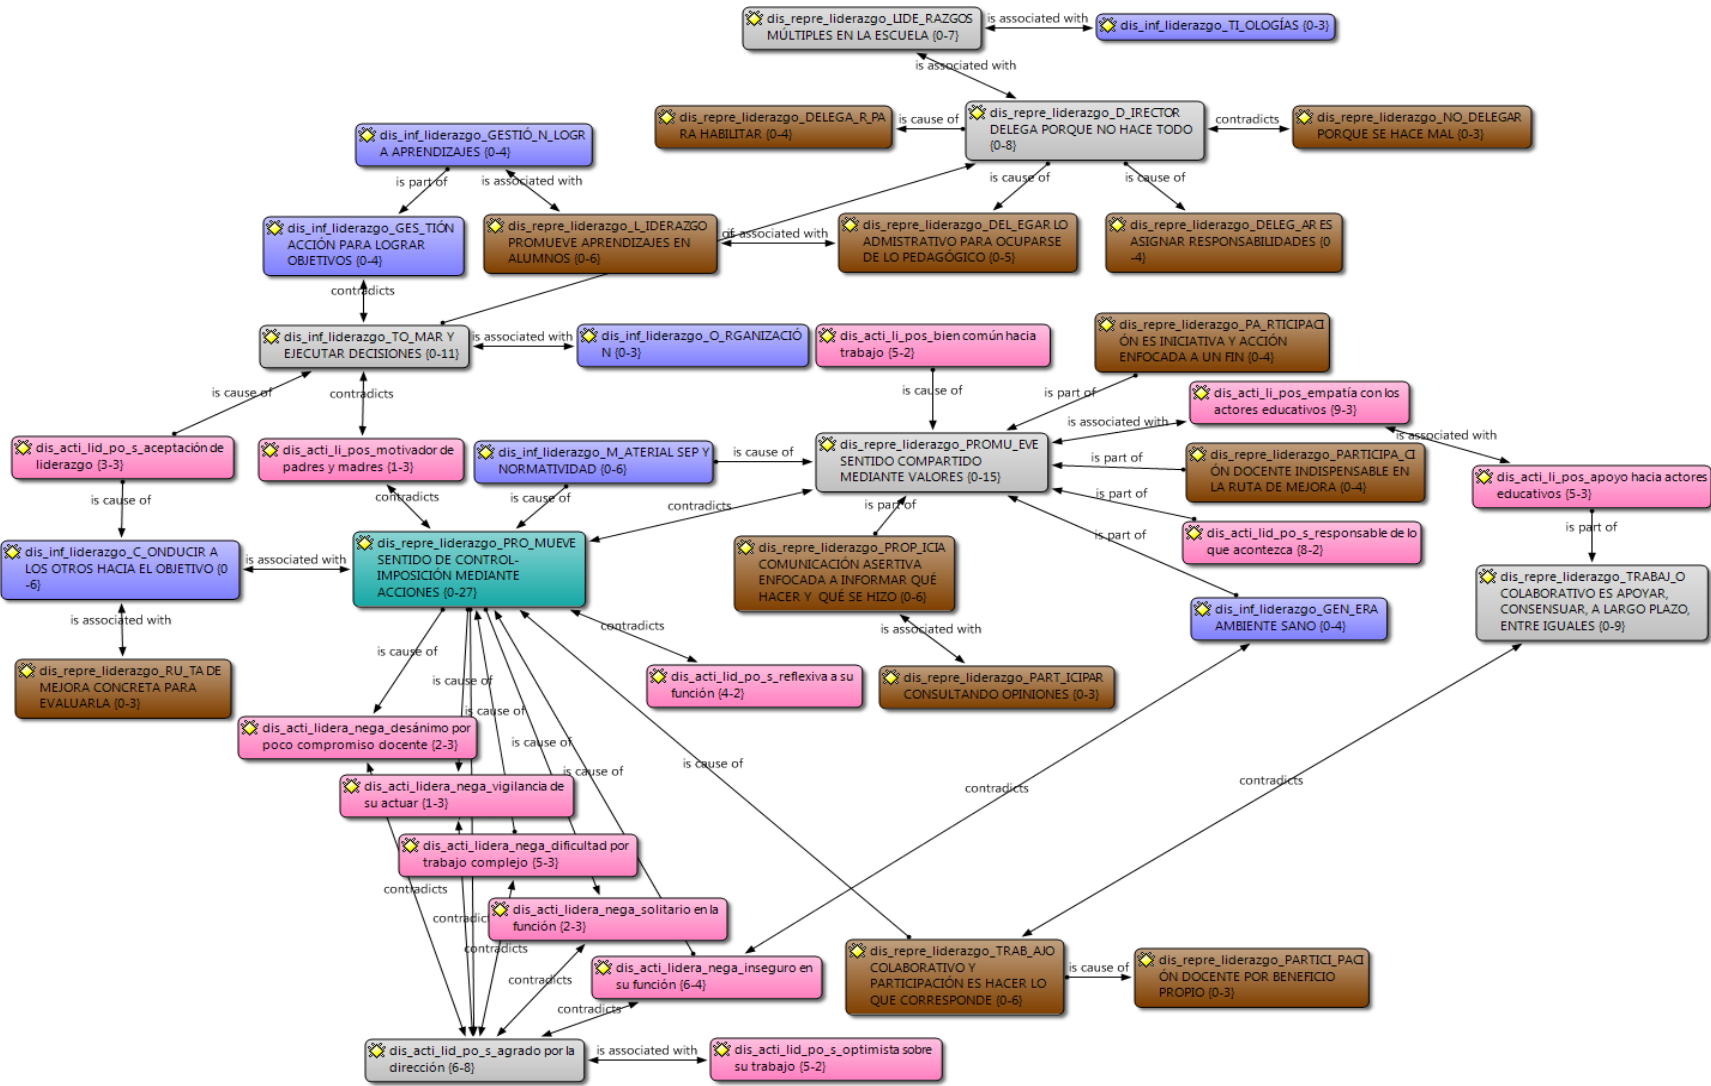 dis_repre_liderazgo_LIDE_RAZGOS
MÚLTIPLES EN LA ESCUELA {0-7}
is associated with
dis_inf_liderazgo_TI_OLOGÍAS {0-3}
is associated with
dis_repre_liderazgo_DELEGA_R_PA
RA HABILITAR {0-4}
is cause of
dis_repre_liderazgo_D_IRECTOR
DELEGA PORQUE NO HACE TODO
{0-8}
contradicts
dis_repre_liderazgo_NO_DELEGAR
PORQUE SE HACE MAL {0-3}
dis_inf_liderazgo_GESTIÓ_N_LOGR
A APRENDIZAJES {0-4}
is part of
is associated with
is cause of
is cause of
dis_inf_liderazgo_GES_TIÓN
ACCIÓN PARA LOGRAR
OBJETIVOS {0-4}
dis_repre_liderazgo_L_IDERAZGO
PROMUEVE APRENDIZAJES EN
ALUMNOS {0-6}
of
is associated with
dis_repre_liderazgo_DEL_EGAR LO
ADMISTRATIVO PARA OCUPARSE
DE LO PEDAGÓGICO {0-5}
dis_repre_liderazgo_DELEG_AR ES
ASIGNAR RESPONSABILIDADES {0
-4}
contradicts
dis_inf_liderazgo_TO_MAR Y
EJECUTAR DECISIONES {0-11}
is associated with
dis_inf_liderazgo_O_RGANIZACIÓ
N {0-3}
dis_acti_li_pos_bien común hacia
trabajo {5-2}
dis_repre_liderazgo_PA_RTICIPACI
ÓN ES INICIATIVA Y ACCIÓN
ENFOCADA A UN FIN {0-4}
is cause of
contradicts
is cause of
is part of
dis_acti_li_pos_empatía con los
actores educativos {9-3}
is associated with
is associated with
dis_acti_lid_po_s_aceptación de
liderazgo {3-3}
dis_acti_li_pos_motivador de
padres y madres {1-3}
dis_inf_liderazgo_M_ATERIAL SEP Y
NORMATIVIDAD {0-6}
is cause of
dis_repre_liderazgo_PROMU_EVE
SENTIDO COMPARTIDO
MEDIANTE VALORES {0-15}
is part of
dis_repre_liderazgo_PARTICIPA_CI
ÓN DOCENTE INDISPENSABLE EN
LA RUTA DE MEJORA {0-4}
dis_acti_li_pos_apoyo hacia actores
educativos {5-3}
is cause of
contradicts
is cause of
contradicts
is part of
is part of
is part of
dis_acti_lid_po_s_responsable de lo
que acontezca {8-2}
is part of
dis_inf_liderazgo_C_ONDUCIR A
LOS OTROS HACIA EL OBJETIVO {0
-6}
is associated with
dis_repre_liderazgo_PRO_MUEVE
SENTIDO DE CONTROL-
IMPOSICIÓN MEDIANTE
ACCIONES {0-27}
dis_repre_liderazgo_PROP_ICIA
COMUNICACIÓN ASERTIVA
ENFOCADA A INFORMAR QUÉ
HACER Y  QUÉ SE HIZO {0-6}
dis_inf_liderazgo_GEN_ERA
AMBIENTE SANO {0-4}
dis_repre_liderazgo_TRABAJ_O
COLABORATIVO ES APOYAR,
CONSENSUAR, A LARGO PLAZO,
ENTRE IGUALES {0-9}
is associated with
contradicts
is associated with
dis_repre_liderazgo_RU_TA DE
MEJORA CONCRETA PARA
EVALUARLA {0-3}
is cause of
is cause of
dis_acti_lid_po_s_reflexiva a su
función {4-2}
dis_repre_liderazgo_PART_ICIPAR
CONSULTANDO OPINIONES {0-3}
is cause of
dis_acti_lidera_nega_desánimo por
poco compromiso docente {2-3}
is cause of
is cause of
is cause of
dis_acti_lidera_nega_vigilancia de
su actuar {1-3}
contradicts
contradicts
dis_acti_lidera_nega_dificultad por
trabajo complejo {5-3}
contradicts
contradicts
dis_acti_lidera_nega_solitario en la
función {2-3}
contradicts
contradicts
dis_acti_lidera_nega_inseguro en
su función {6-4}
contradicts
dis_repre_liderazgo_TRAB_AJO
COLABORATIVO Y
PARTICIPACIÓN ES HACER LO
QUE CORRESPONDE {0-6}
is cause of
dis_repre_liderazgo_PARTICI_PACI
ÓN DOCENTE POR BENEFICIO
PROPIO {0-3}
dis_acti_lid_po_s_agrado por la
dirección {6-8}
is associated with
dis_acti_lid_po_s_optimista sobre
su trabajo {5-2}